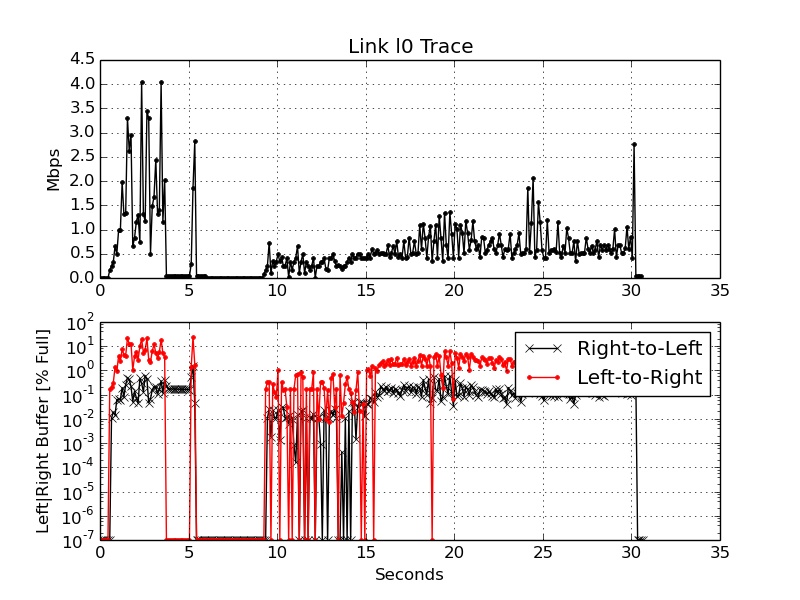 Link l0 Trace
Mbps
4.5
4.0
3.5
3.0
2.5
2.0
1.5
1.0
0.5
0.0
0 5 10 15 20 25 30 35
Left|Right Buffer [% Full]
10^2
10^1
10^0
10^-1
10^-2
10^-3
10^-4
10^-5
10^-6
10^-7
Right-to-Left
Left-to-Right
0 5 10 15 20 25 30 35
Seconds